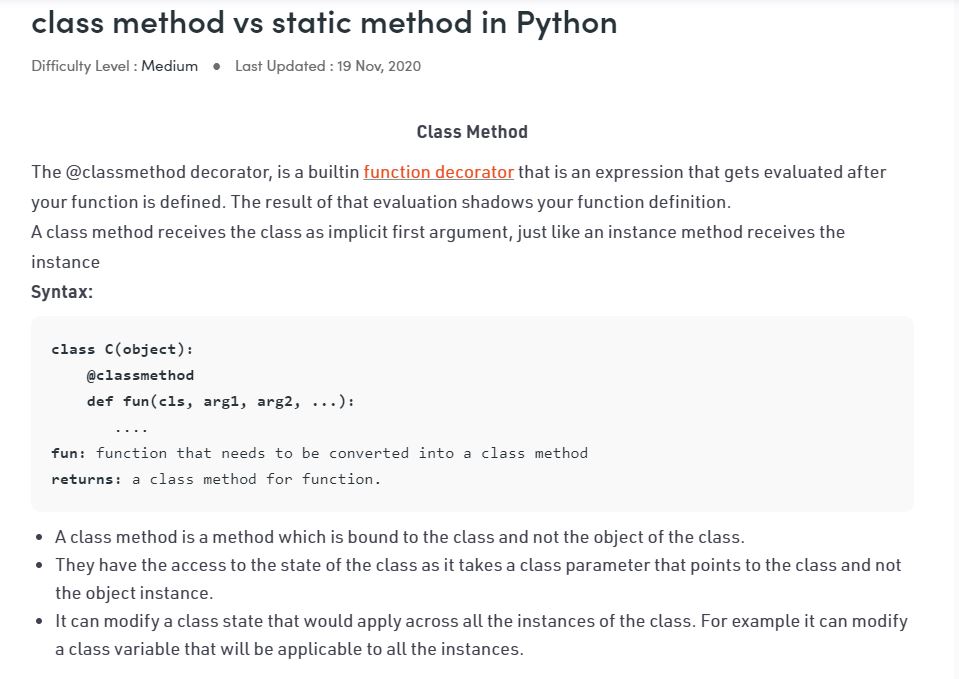 class method vs static method in Python
Difficulty Level : Medium ● Last Updated : 19 Nov, 2020
Class Method
The @classmethod decorator, is a builtin function decorator that is an expression that gets evaluated after
your function is defined. The result of that evaluation shadows your function definition.
A class method receives the class as implicit first argument, just like an instance method receives the
instance
Syntax:
class C(object):
    @classmethod
    def fun(cls, arg1, arg2, ...):
       ....
fun: function that needs to be converted into a class method
returns: a class method for function.
• A class method is a method which is bound to the class and not the object of the class.
• They have the access to the state of the class as it takes a class parameter that points to the class and not
the object instance.
• It can modify a class state that would apply across all the instances of the class. For example it can modify
a class variable that will be applicable to all the instances.